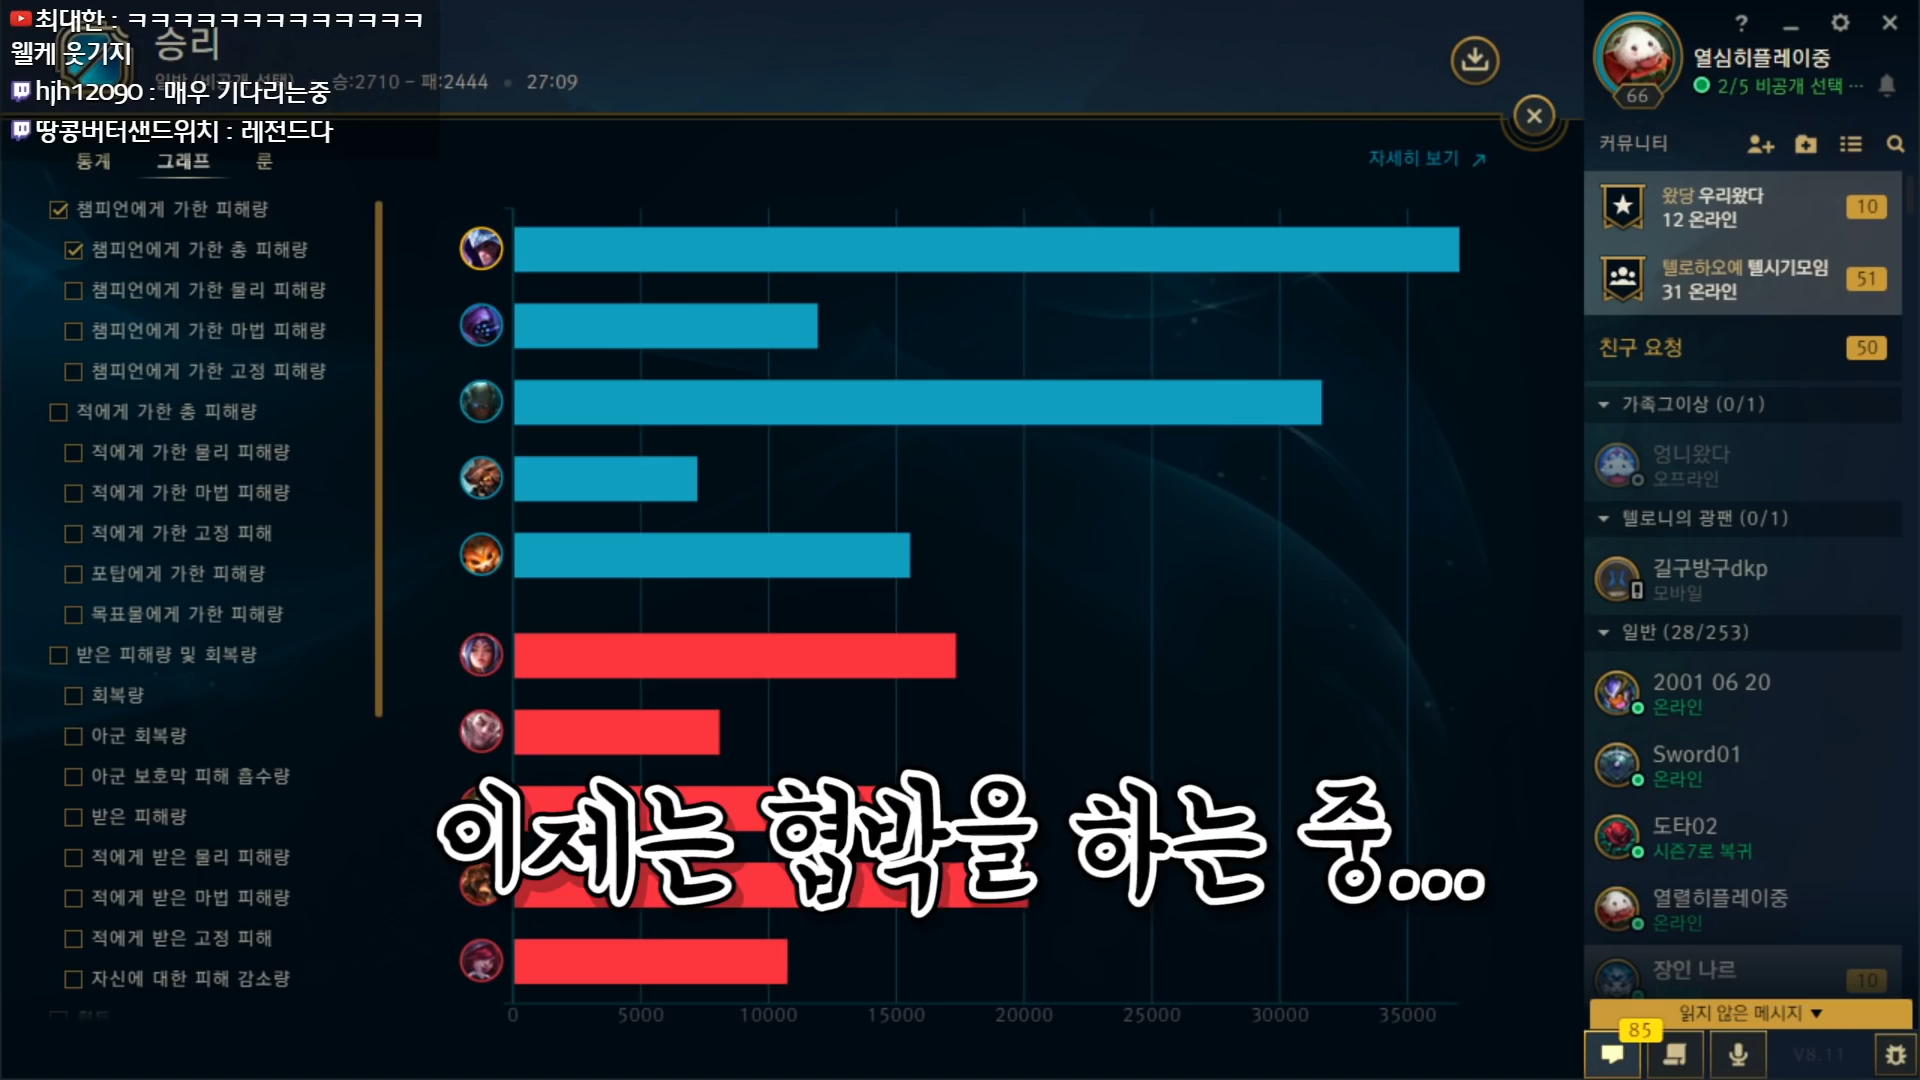 최대한 : ㅋㅋㅋㅋㅋㅋㅋㅋㅋㅋㅋㅋㅋ
웰케 웃기지
hjh12090 : 매우 기다리는중
땅콩버터샌드위치 : 레전드다
승리
일반 (비공개 선택) 승:2710 – 패:2444 • 27:09
통계 그래프 룬
자세히 보기
챔피언에게 가한 피해량
챔피언에게 가한 총 피해량
챔피언에게 가한 물리 피해량
챔피언에게 가한 마법 피해량
챔피언에게 가한 고정 피해량
적에게 가한 총 피해량
적에게 가한 물리 피해량
적에게 가한 마법 피해량
적에게 가한 고정 피해
포탑에게 가한 피해량
목표물에게 가한 피해량
받은 피해량 및 회복량
회복량
아군 회복량
아군 보호막 피해 흡수량
받은 피해량
적에게 받은 물리 피해량
적에게 받은 마법 피해량
적에게 받은 고정 피해
자신에 대한 피해 감소량
이제는 협박을 하는 중...
0 5000 10000 15000 20000 25000 30000 35000
?
66
열심히플레이중
2/5 비공개 선택 ...
커뮤니티
왔당 우리왔다
12 온라인
10
텔로하오예 텔시기모임
31 온라인
51
친구 요청
50
가족그이상 (0/1)
엉니왔다
오프라인
텔로니의 광팬 (0/1)
길구방구dkp
모바일
일반 (28/253)
2001 06 20
온라인
Sword01
온라인
도타02
시즌7로 복귀
열렬히플레이중
온라인
장인 나르
10
읽지 않은 메시지
85
V8.11